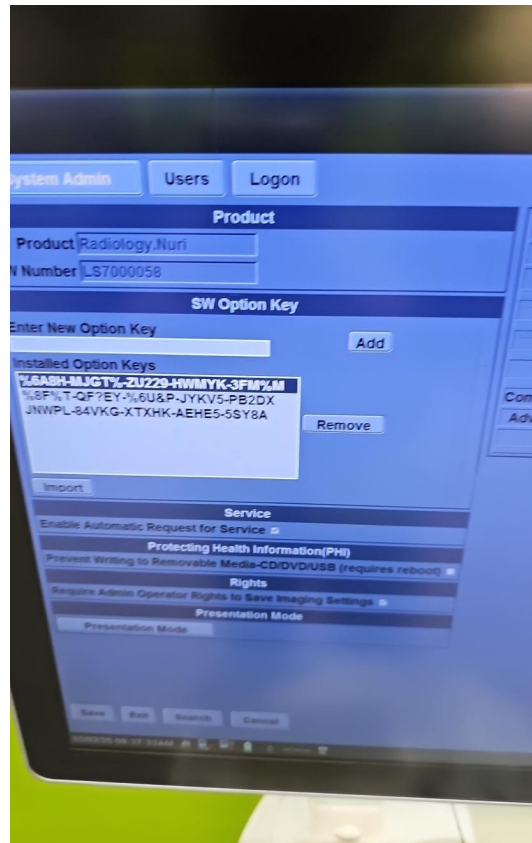 System Admin Users Logon
Product
Product Radiology.Nuri
W Number LS7000058
SW Option Key
Enter New Option Key
Add
Installed Option Keys
%6A8H-MJGT%-ZU229-HWMYK-3FM%M
%8F%T-QF?EY-%6U&P-JYKV5-PB2DX
JNWPL-84VKG-XTXHK-AEHE5-5SY8A
Remove
Import
Service
Enable Automatic Request for Service
Protecting Health Information(PHI)
Prevent Writing to Removable Media-CD/DVD/USB (requires reboot)
Rights
Require Admin Operator Rights to Save Imaging Settings
Presentation Mode
Presentation Mode
Save Exit Search Cancel
Com
Adv